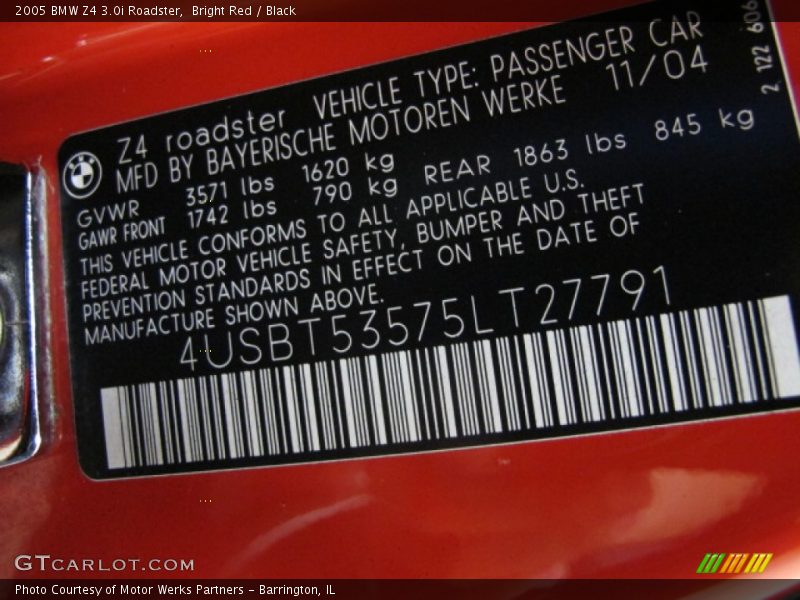 2005 BMW Z4 3.0i Roadster,  Bright Red / Black
Z4 roadster VEHICLE TYPE: PASSENGER CAR
MFD BY BAYERISCHE MOTOREN WERKE 11/04
GVWR 3571 lbs 1620 kg
GAWR FRONT 1742 lbs 790 kg REAR 1863 lbs 845 kg
THIS VEHICLE CONFORMS TO ALL APPLICABLE U.S.
FEDERAL MOTOR VEHICLE SAFETY, BUMPER AND THEFT
PREVENTION STANDARDS IN EFFECT ON THE DATE OF
MANUFACTURE SHOWN ABOVE.
4USBT53575LT27791
2 122 606
GTCARLOT.COM
Photo Courtesy of Motor Werks Partners - Barrington, IL